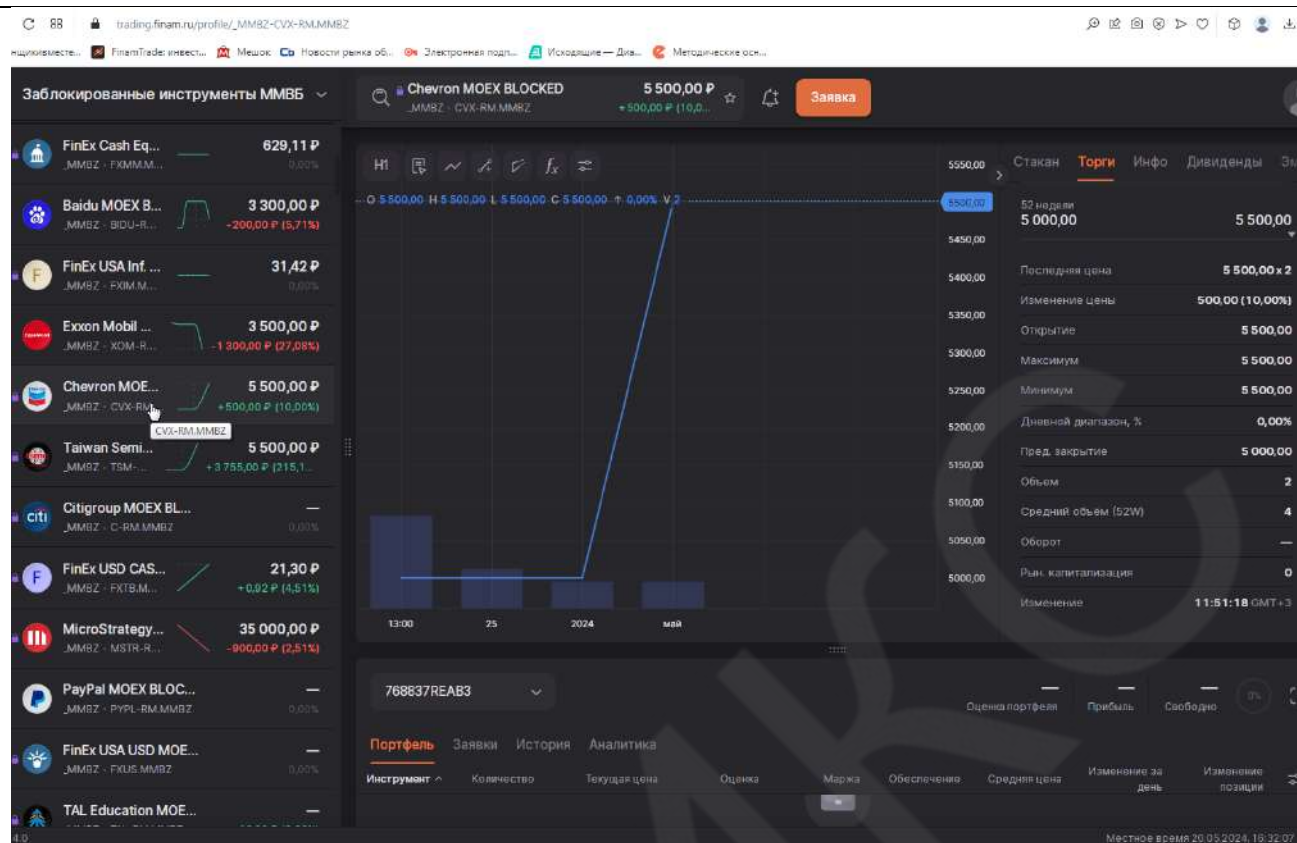 trading.finam.ru/profile/_MMBZ-CVX-RM.MMBZ
нщикивместе... FinamTrade: инвест... Мешок Новости рынка об... Электронная подп... Исходящие — Диа... Методические осн...
Заблокированные инструменты ММВБ
Chevron MOEX BLOCKED 5 500,00 ₽
_MMBZ · CVX-RM.MMBZ +500,00 ₽ (10,0...
Заявка
FinEx Cash Eq... 629,11 ₽
_MMBZ · FXMM.M... 0,00%
Baidu MOEX B... 3 300,00 ₽
_MMBZ · BIDU-R... -200,00 ₽ (5,71%)
FinEx USA Inf. ... 31,42 ₽
_MMBZ · FXIM.M... 0,00%
Exxon Mobil ... 3 500,00 ₽
_MMBZ · XOM-R... -1 300,00 ₽ (27,08%)
Chevron MOE... 5 500,00 ₽
_MMBZ · CVX-RM +500,00 ₽ (10,00%)
CVX-RM.MMBZ
Taiwan Semi... 5 500,00 ₽
_MMBZ · TSM-... +3 755,00 ₽ (215,1...
Citigroup MOEX BL... —
_MMBZ · C-RM.MMBZ 0,00%
FinEx USD CAS... 21,30 ₽
_MMBZ · FXTB.M... +0,92 ₽ (4,51%)
MicroStrategy... 35 000,00 ₽
_MMBZ · MSTR-R... -900,00 ₽ (2,51%)
PayPal MOEX BLOC... —
_MMBZ · PYPL-RM.MMBZ 0,00%
FinEx USA USD MOE... —
_MMBZ · FXUS.MMBZ 0,00%
TAL Education MOE... —
4.0
H1
O 5 500,00 H 5 500,00 L 5 500,00 C 5 500,00 ↑ 0,00% V 2
5550,00
5500,00
5450,00
5400,00
5350,00
5300,00
5250,00
5200,00
5150,00
5100,00
5050,00
5000,00
13:00 25 2024 май
Стакан Торги Инфо Дивиденды
52 недели
5 000,00 5 500,00
Последняя цена 5 500,00 x 2
Изменение цены 500,00 (10,00%)
Открытие 5 500,00
Максимум 5 500,00
Минимум 5 500,00
Дневной диапазон, % 0,00%
Пред. закрытие 5 000,00
Объем 2
Средний объем (52W) 4
Оборот —
Рын. капитализация 0
Изменение 11:51:18 GMT+3
768837REAB3
— — — 0%
Оценка портфеля Прибыль Свободно
Портфель Заявки История Аналитика
Инструмент Количество Текущая цена Оценка Маржа Обеспечение Средняя цена Изменение за день Изменение позиции
Местное время 20.05.2024, 16:32:07